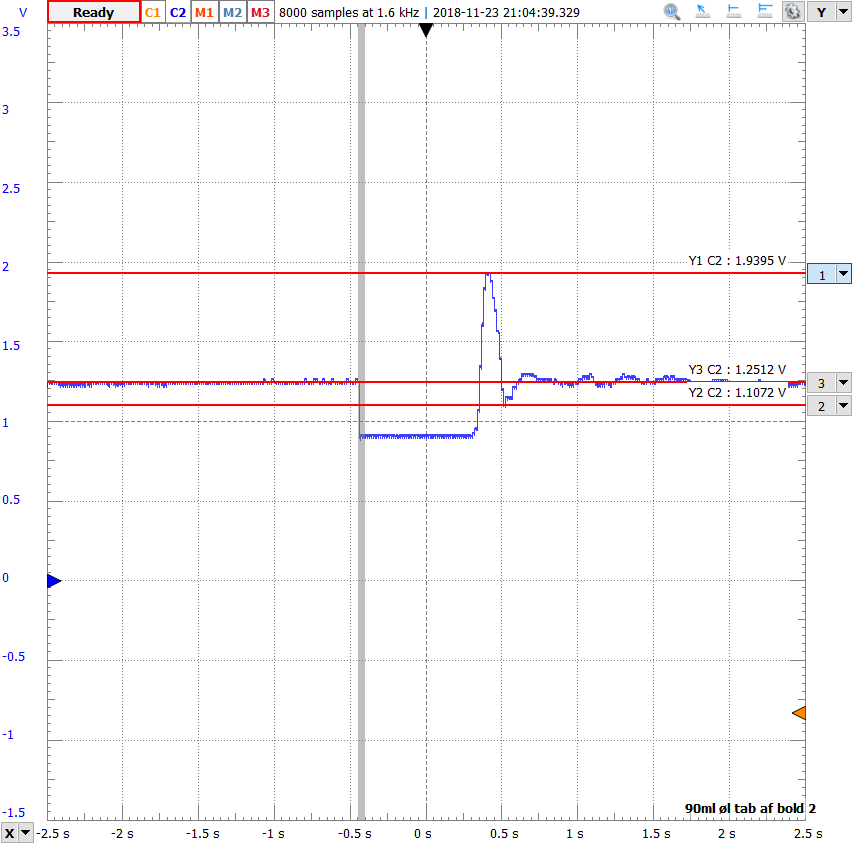 V Ready C1 C2 M1 M2 M3 8000 samples at 1.6 kHz | 2018-11-23 21:04:39.329 Y
3.5
3
2.5
Y1 C2 : 1.9395 V
2
1
1.5
Y3 C2 : 1.2512 V
3
Y2 C2 : 1.1072 V
2
1
0.5
0
-0.5
-1
90ml øl tab af bold 2
-1.5
X -2.5 s -2 s -1.5 s -1 s -0.5 s 0 s 0.5 s 1 s 1.5 s 2 s 2.5 s